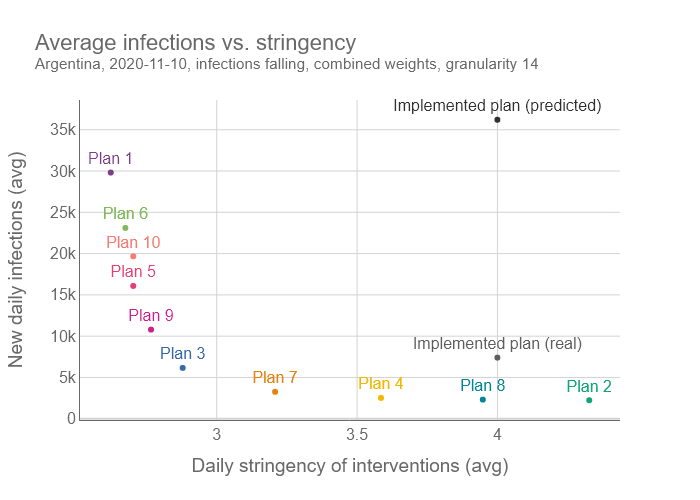 Average infections vs. stringency
Argentina, 2020-11-10, infections falling, combined weights, granularity 14
New daily infections (avg)
35k
30k
25k
20k
15k
10k
5k
0
Implemented plan (predicted)
Plan 1
Plan 6
Plan 10
Plan 5
Plan 9
Implemented plan (real)
Plan 3
Plan 7
Plan 4
Plan 8
Plan 2
3
3.5
4
Daily stringency of interventions (avg)